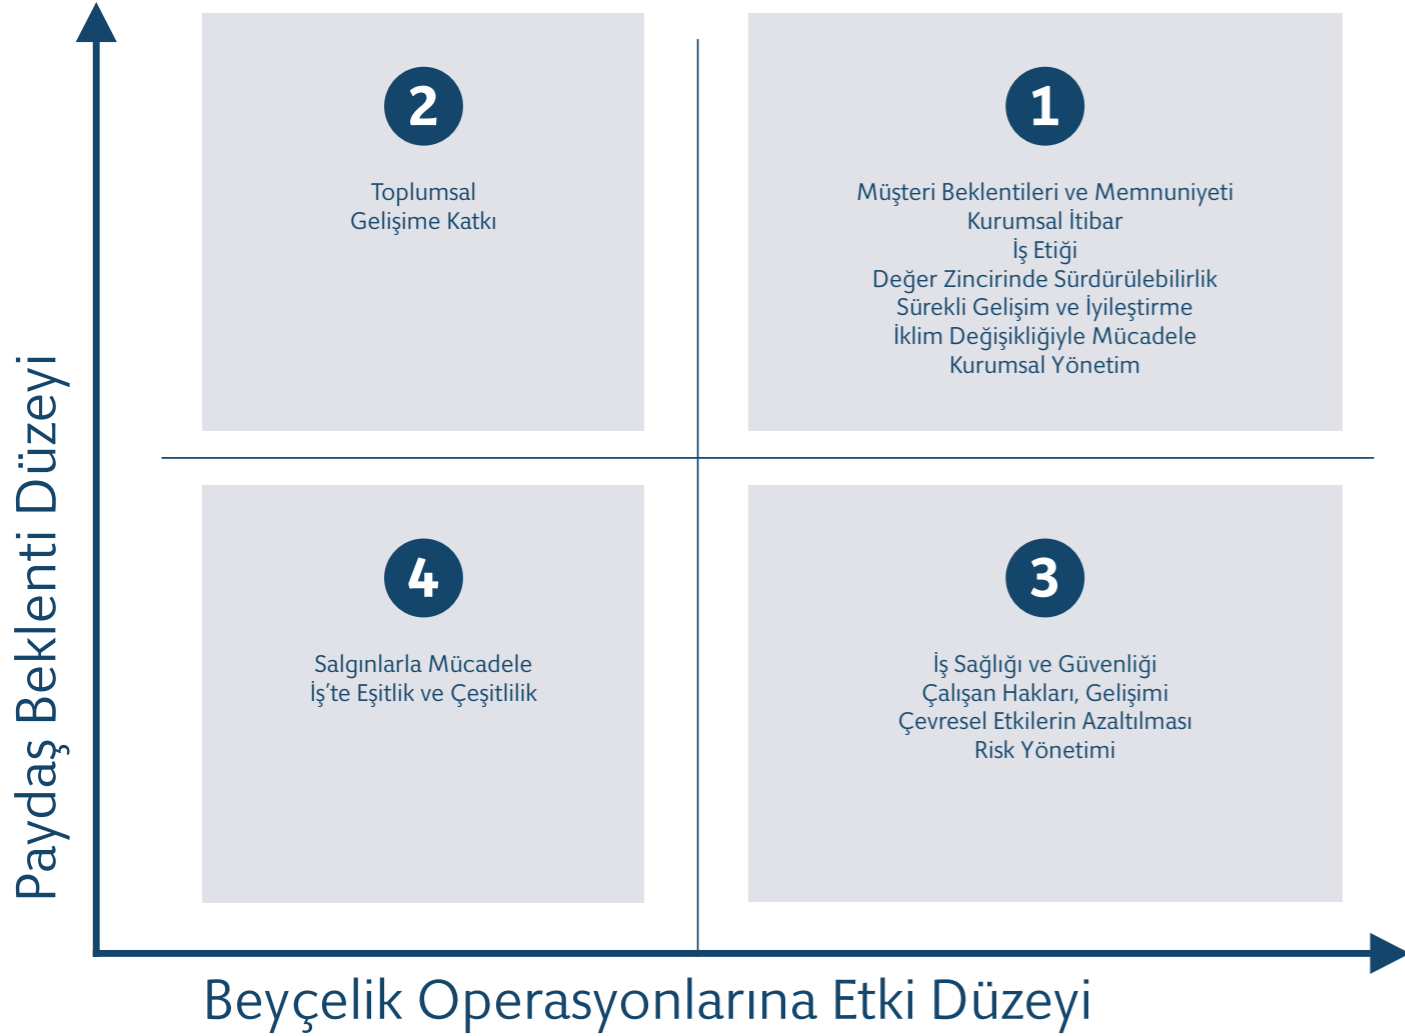 Paydaş Beklenti Düzeyi
2
Toplumsal
Gelişime Katkı
1
Müşteri Beklentileri ve Memnuniyeti
Kurumsal İtibar
İş Etiği
Değer Zincirinde Sürdürülebilirlik
Sürekli Gelişim ve İyileştirme
İklim Değişikliğiyle Mücadele
Kurumsal Yönetim
4
Salgınlarla Mücadele
İş’te Eşitlik ve Çeşitlilik
3
İş Sağlığı ve Güvenliği
Çalışan Hakları, Gelişimi
Çevresel Etkilerin Azaltılması
Risk Yönetimi
Beyçelik Operasyonlarına Etki Düzeyi